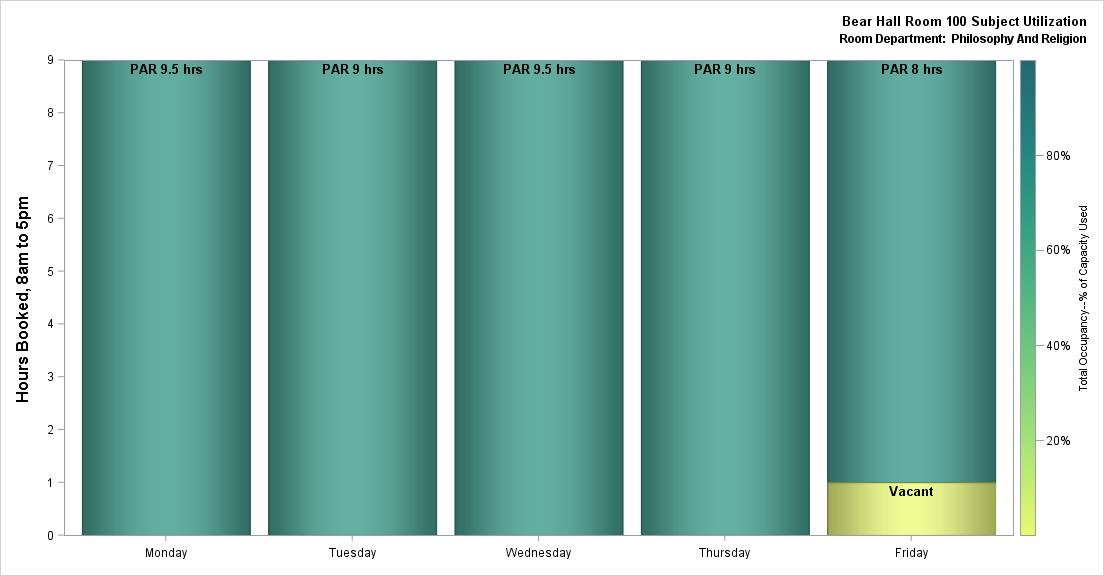 Bear Hall Room 100 Subject Utilization
Room Department: Philosophy And Religion
Hours Booked, 8am to 5pm
9
8
7
6
5
4
3
2
1
0
PAR 9.5 hrs
PAR 9 hrs
PAR 9.5 hrs
PAR 9 hrs
PAR 8 hrs
Vacant
Monday
Tuesday
Wednesday
Thursday
Friday
80%
60%
40%
20%
Total Occupancy--% of Capacity Used